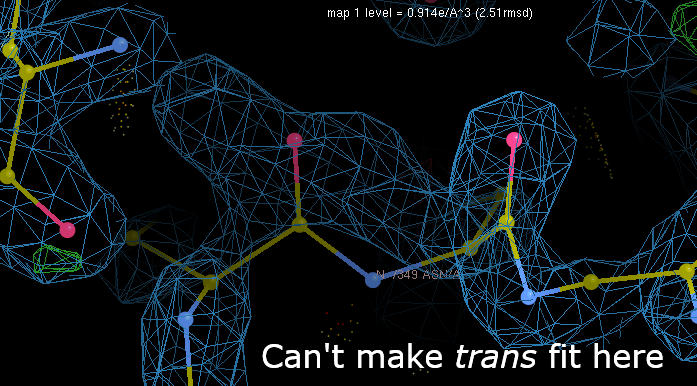 map 1 level = 0.914e/A^3 (2.51rmsd)
N 7349 ASN/A
Can't make trans fit here